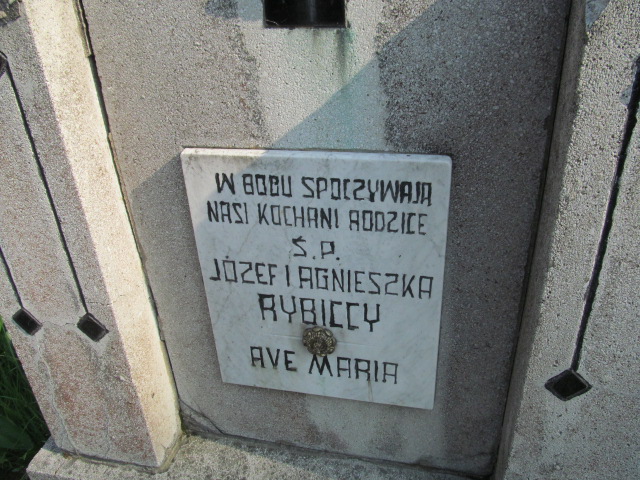 W BOGU SPOCZYWAJĄ
NASI KOCHANI RODZICE
Ś.P.
JÓZEF I AGNIESZKA
RYBICCY
AVE MARIA